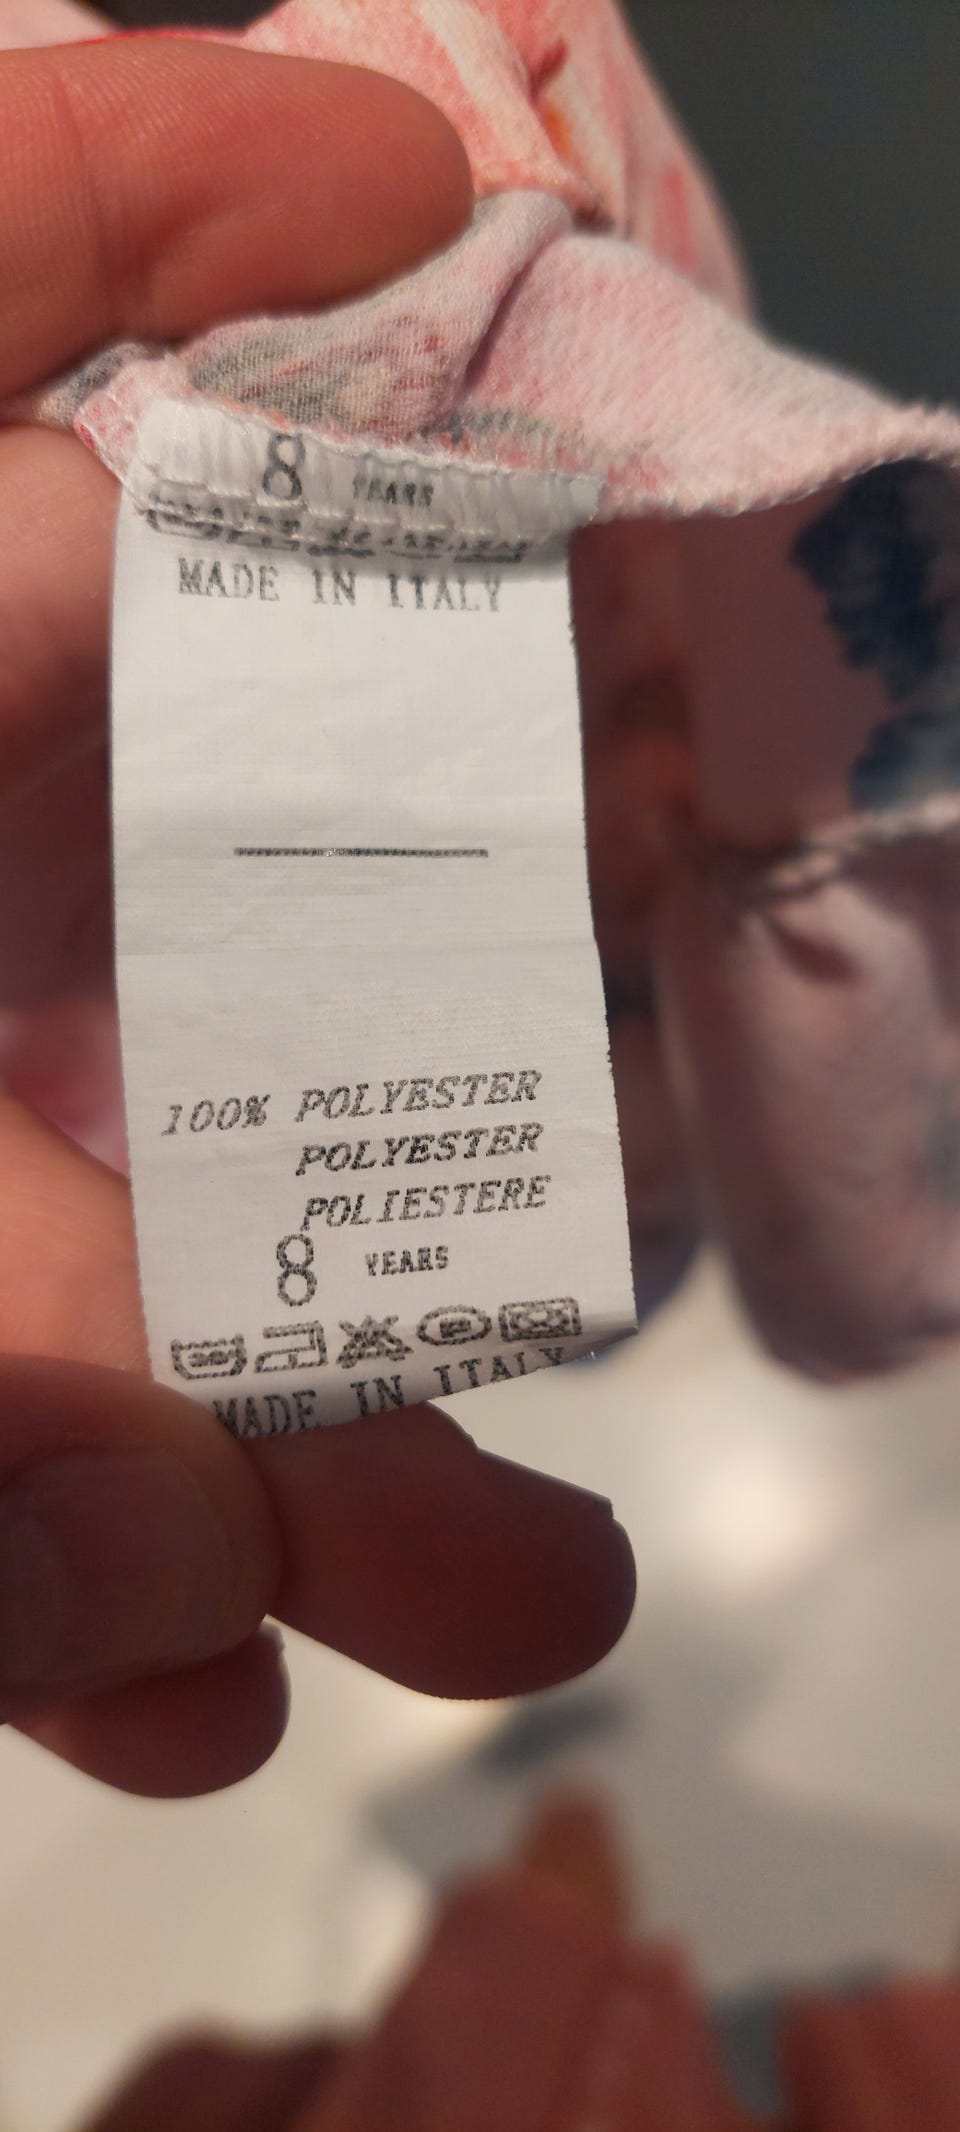 8 YEARS
MADE IN ITALY
100% POLYESTER
POLYESTER
POLIESTERE
8 YEARS
MADE IN ITALY